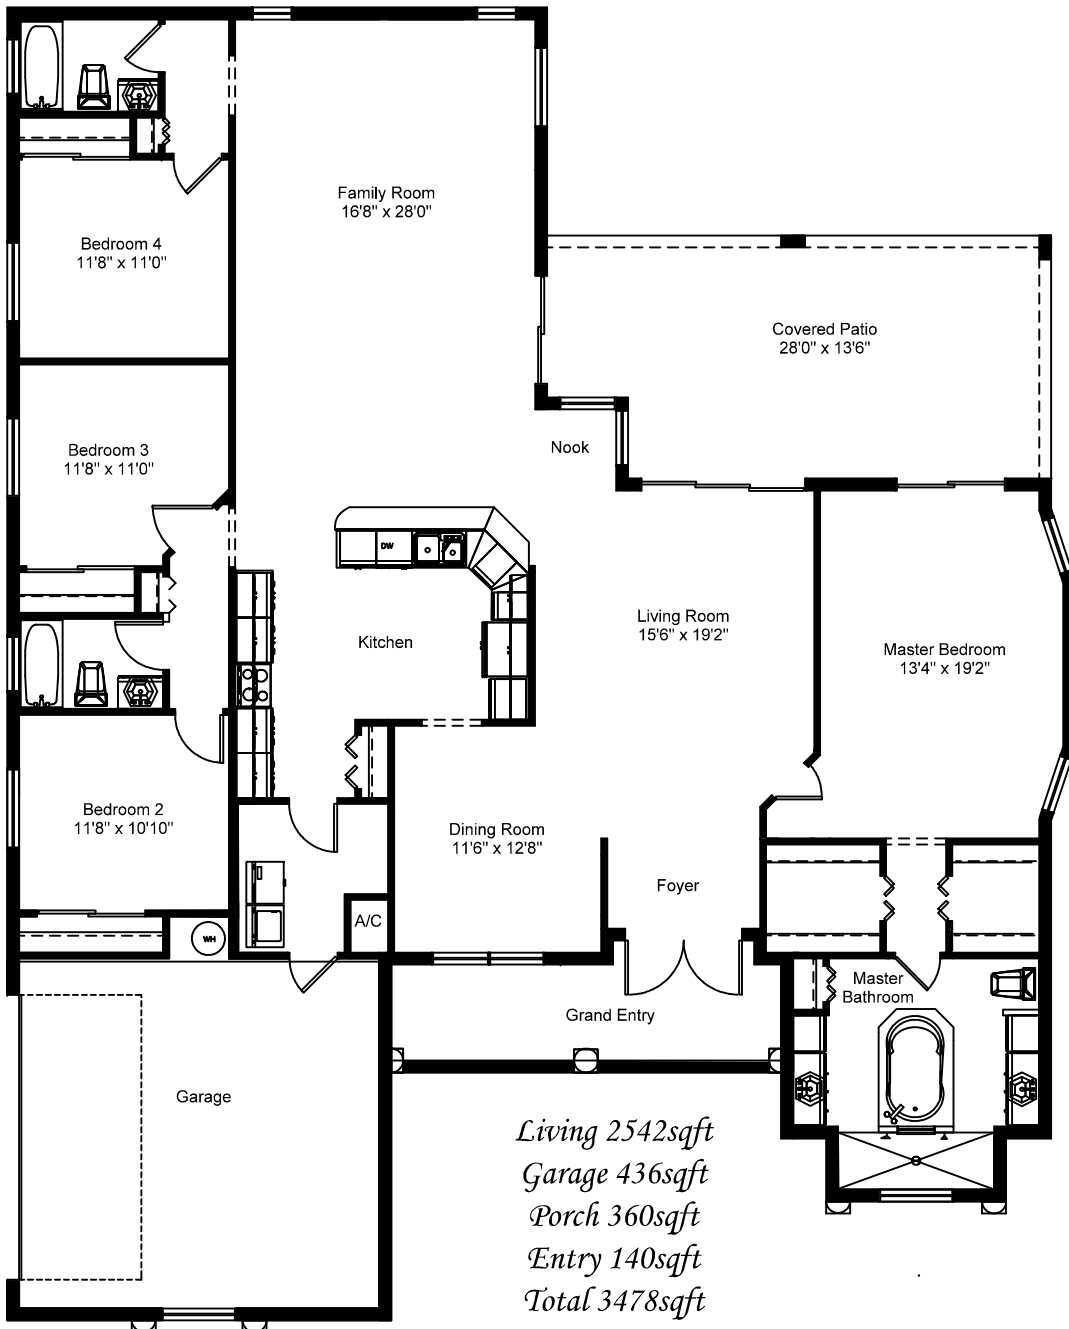 Family Room
16'8" x 28'0"
Bedroom 4
11'8" x 11'0"
Covered Patio
28'0" x 13'6"
Bedroom 3
11'8" x 11'0"
Nook
DW
Living Room
15'6" x 19'2"
Kitchen
Master Bedroom
13'4" x 19'2"
Bedroom 2
11'8" x 10'10"
Dining Room
11'6" x 12'8"
Foyer
A/C
WH
Master
Bathroom
Grand Entry
Garage
Living 2542sqft
Garage 436sqft
Porch 360sqft
Entry 140sqft
Total 3478sqft